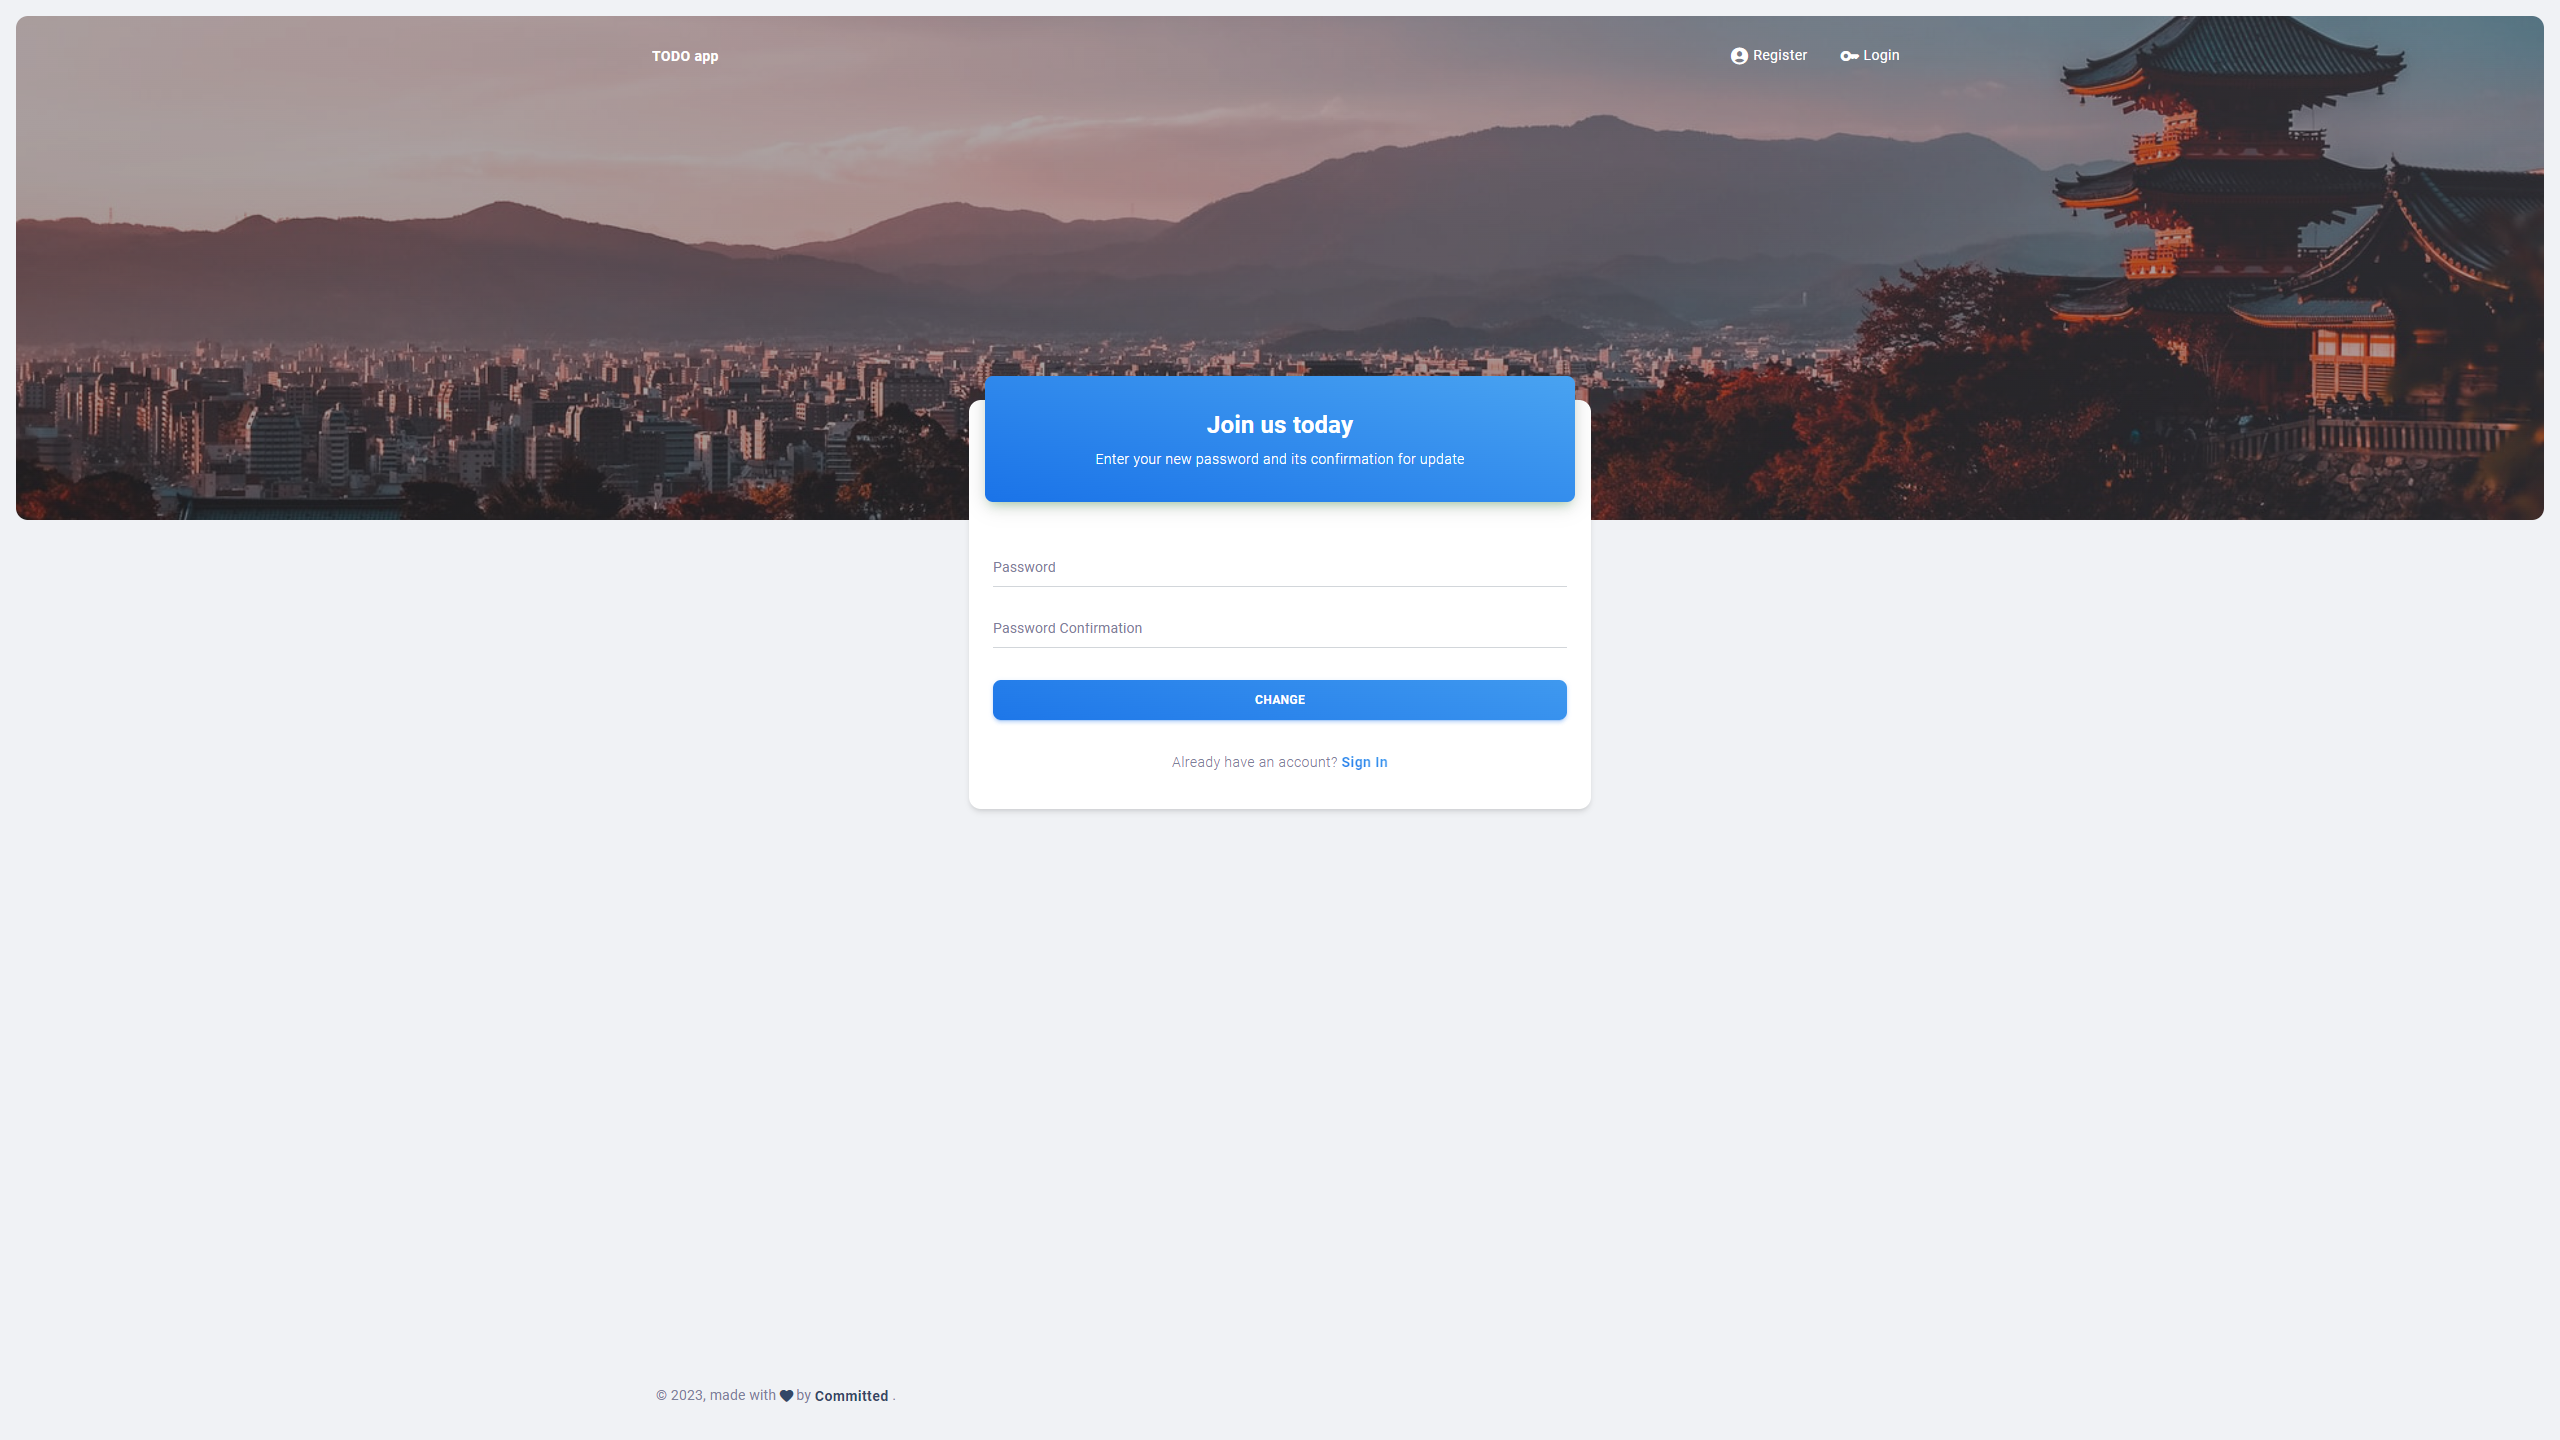 TODO app
Register
Login
Join us today
Enter your new password and its confirmation for update
Password
Password Confirmation
CHANGE
Already have an account? Sign In
© 2023, made with by Committed .